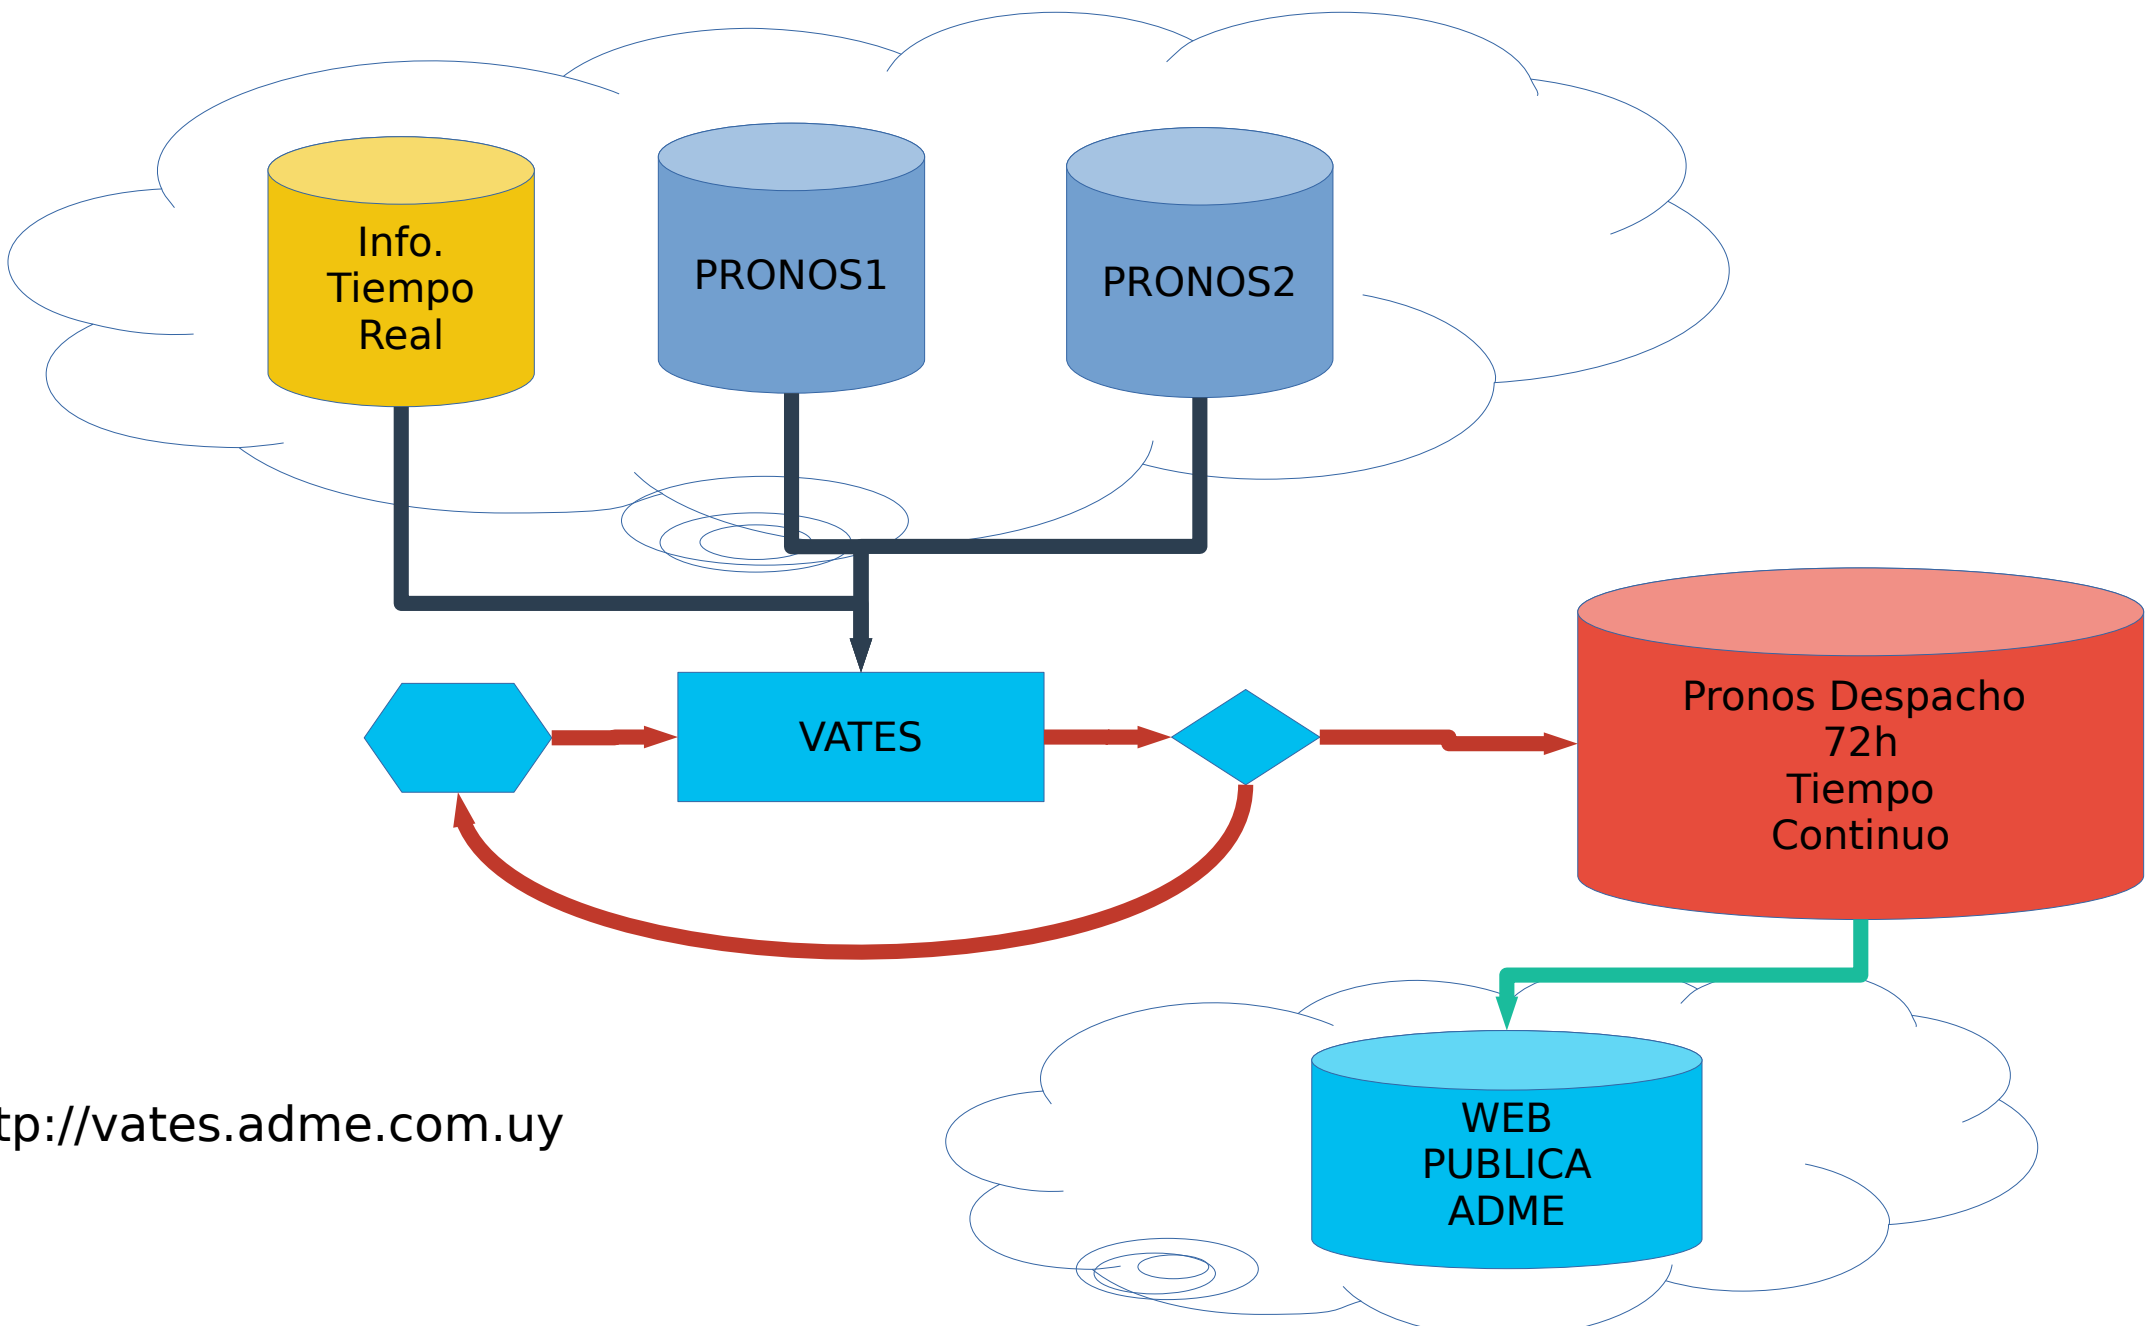 Info.
Tiempo
Real
PRONOS1
PRONOS2
VATES
Pronos Despacho
72h
Tiempo
Continuo
WEB
PUBLICA
ADME
tp://vates.adme.com.uy